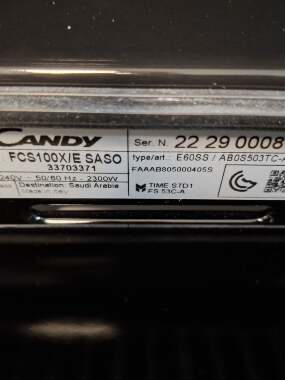 CANDY
FCS100X/E SASO
33703371
240V ~ 50/60 Hz - 2300W
Destination: Saudi Arabia
Made in Italy
Ser. N. 22 29 0008
type/art.: E60SS / AB0S503TC-A
FAAAB805000405S
TIME STD1
FS 53C-A